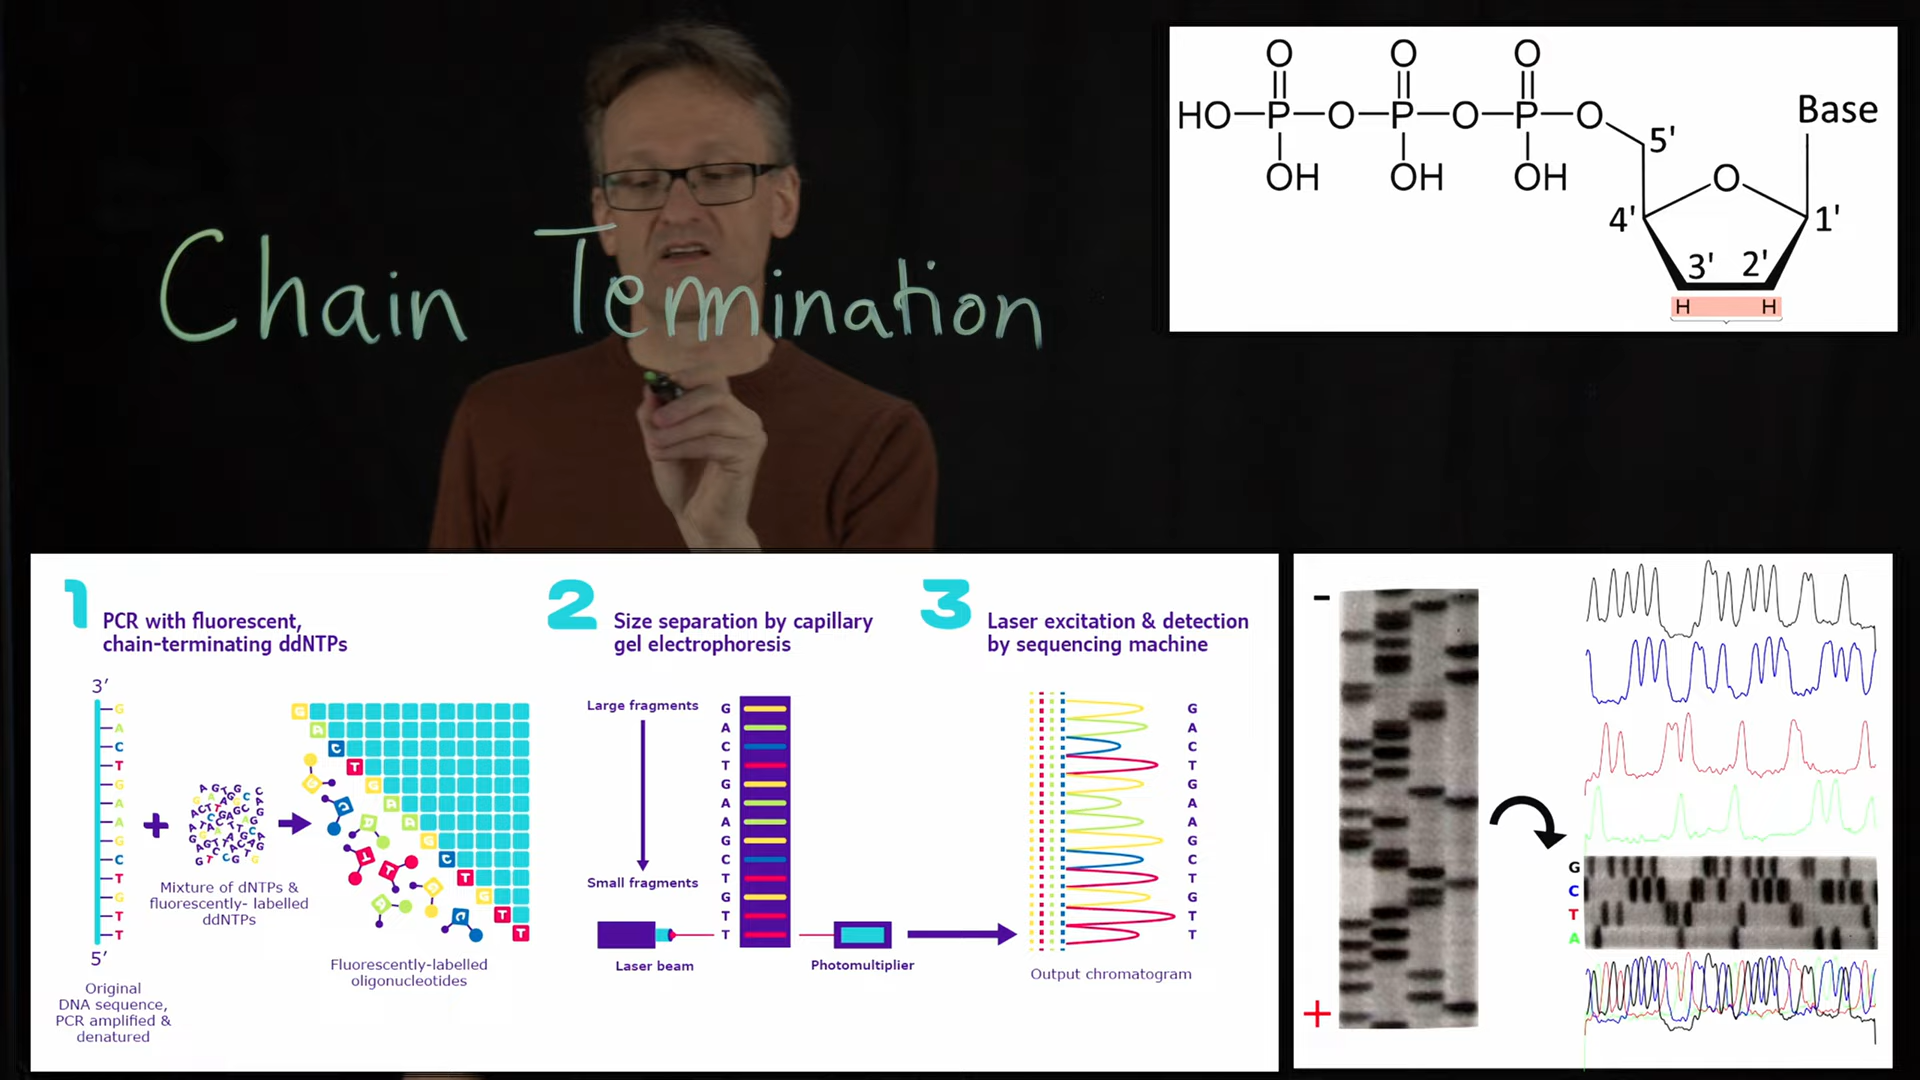 Chain Termination
O O O
HO P O P O P O
OH OH OH
5'
Base
O
4' 1'
3' 2'
H H
1
PCR with fluorescent,
chain-terminating ddNTPs
3'
G
A
C
T
G
A
A
G
C
T
G
T
T
5'
Original
DNA sequence,
PCR amplified &
denatured
+
Mixture of dNTPs &
fluorescently- labelled
ddNTPs
G
A
C
T
G
A
A
G
C
T
G
T
T
Fluorescently-labelled
oligonucleotides
2
Size separation by capillary
gel electrophoresis
Large fragments
Small fragments
G
A
C
T
G
A
A
G
C
T
G
T
T
Laser beam
Photomultiplier
3
Laser excitation & detection
by sequencing machine
G
A
C
T
G
A
A
G
C
T
G
T
T
Output chromatogram
-
+
G
C
T
A